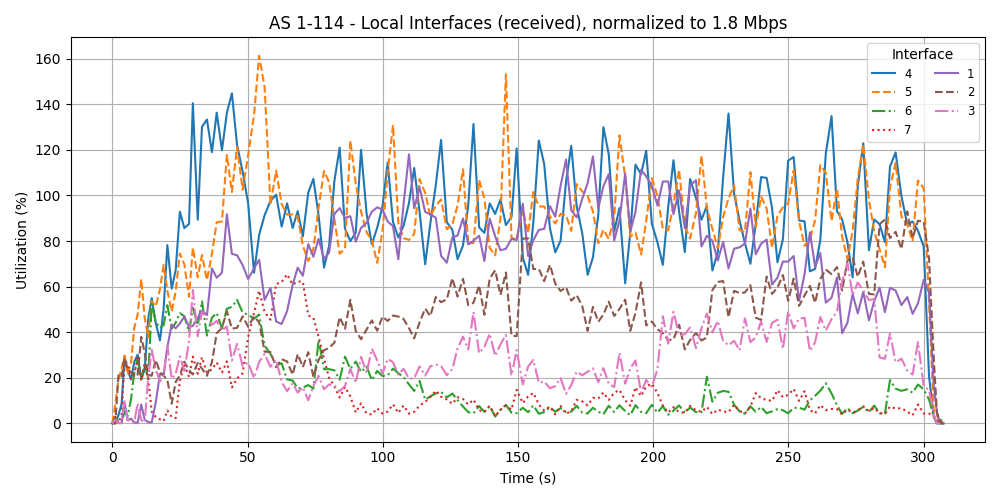 AS 1-114 - Local Interfaces (received), normalized to 1.8 Mbps
Utilization (%)
160
140
120
100
80
60
40
20
0
0 50 100 150 200 250 300
Time (s)
Interface
4 1
5 2
6 3
7